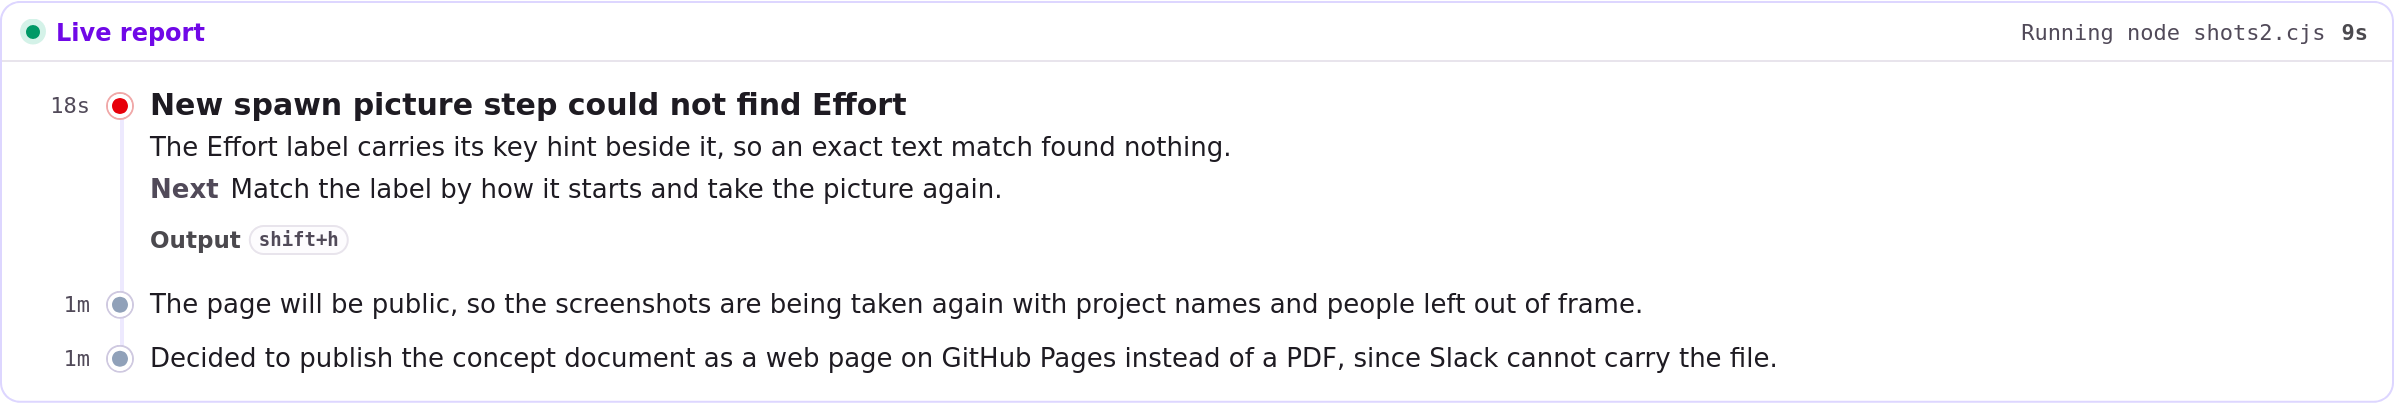 Live report
Running node shots2.cjs 9s
18s New spawn picture step could not find Effort
The Effort label carries its key hint beside it, so an exact text match found nothing.
Next Match the label by how it starts and take the picture again.
Output shift+h
1m The page will be public, so the screenshots are being taken again with project names and people left out of frame.
1m Decided to publish the concept document as a web page on GitHub Pages instead of a PDF, since Slack cannot carry the file.